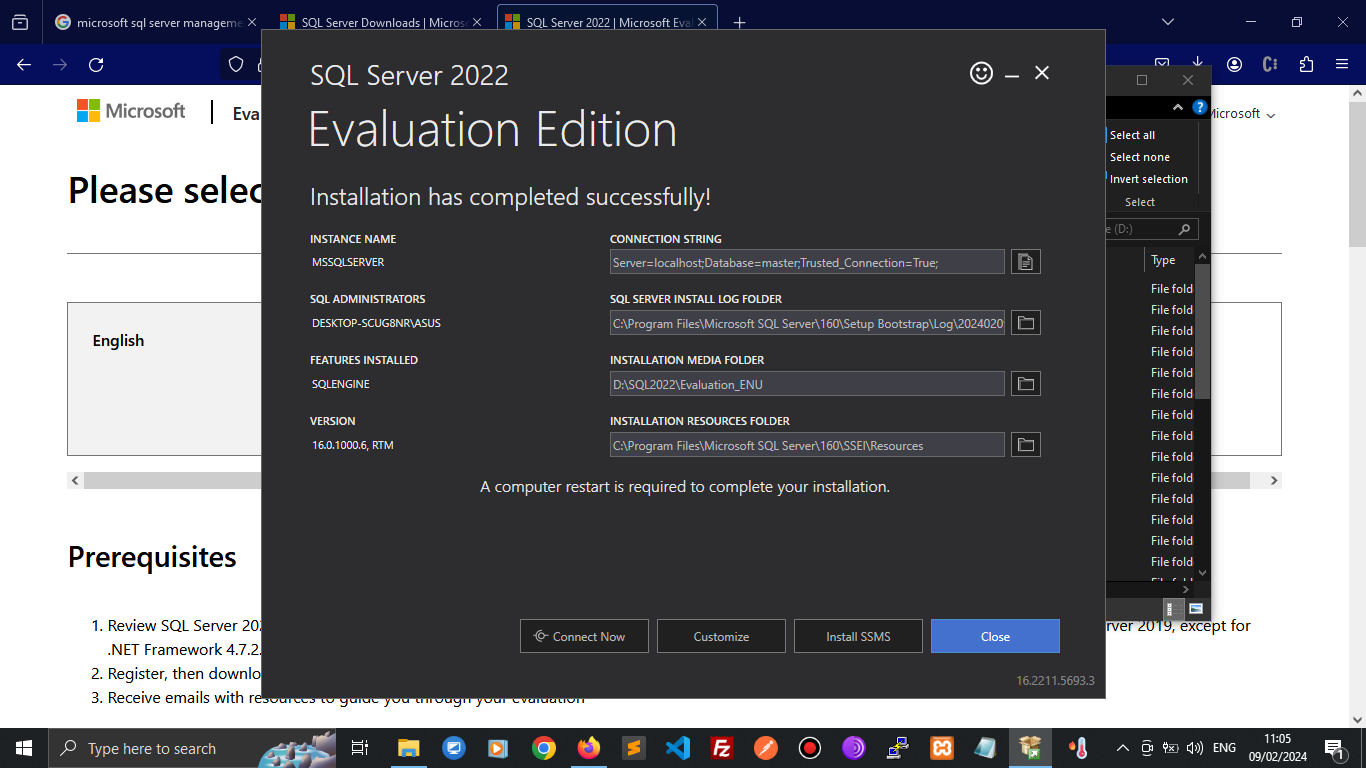 microsoft sql server manageme
SQL Server Downloads | Micros
SQL Server 2022 | Microsoft Eval
Microsoft
Eva
Microsoft
Please selec
English
Prerequisites
1. Review SQL Server 202
erver 2019, except for
.NET Framework 4.7.2.
2. Register, then downlo
3. Receive emails with resources to guide you through your evaluation
SQL Server 2022
Evaluation Edition
Installation has completed successfully!
INSTANCE NAME
MSSQLSERVER
CONNECTION STRING
Server=localhost;Database=master;Trusted_Connection=True;
SQL ADMINISTRATORS
DESKTOP-SCUG8NR\ASUS
SQL SERVER INSTALL LOG FOLDER
C:\Program Files\Microsoft SQL Server\160\Setup Bootstrap\Log\2024020
FEATURES INSTALLED
SQLENGINE
INSTALLATION MEDIA FOLDER
D:\SQL2022\Evaluation_ENU
VERSION
16.0.1000.6, RTM
INSTALLATION RESOURCES FOLDER
C:\Program Files\Microsoft SQL Server\160\SSEI\Resources
A computer restart is required to complete your installation.
Connect Now
Customize
Install SSMS
Close
16.2211.5693.3
Select all
Select none
Invert selection
Select
e (D:)
Type
File fold
File fold
File fold
File fold
File fold
File fold
File fold
File fold
File fold
File fold
File fold
File fold
File fold
File fold
Type here to search
ENG
11:05
09/02/2024
1